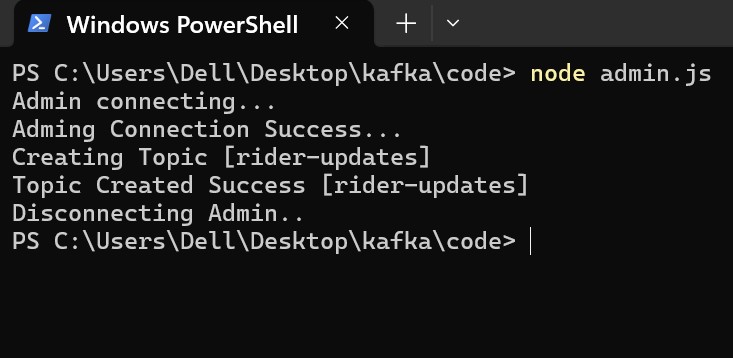 Windows PowerShell
PS C:\Users\Dell\Desktop\kafka\code> node admin.js
Admin connecting...
Adming Connection Success...
Creating Topic [rider-updates]
Topic Created Success [rider-updates]
Disconnecting Admin..
PS C:\Users\Dell\Desktop\kafka\code>